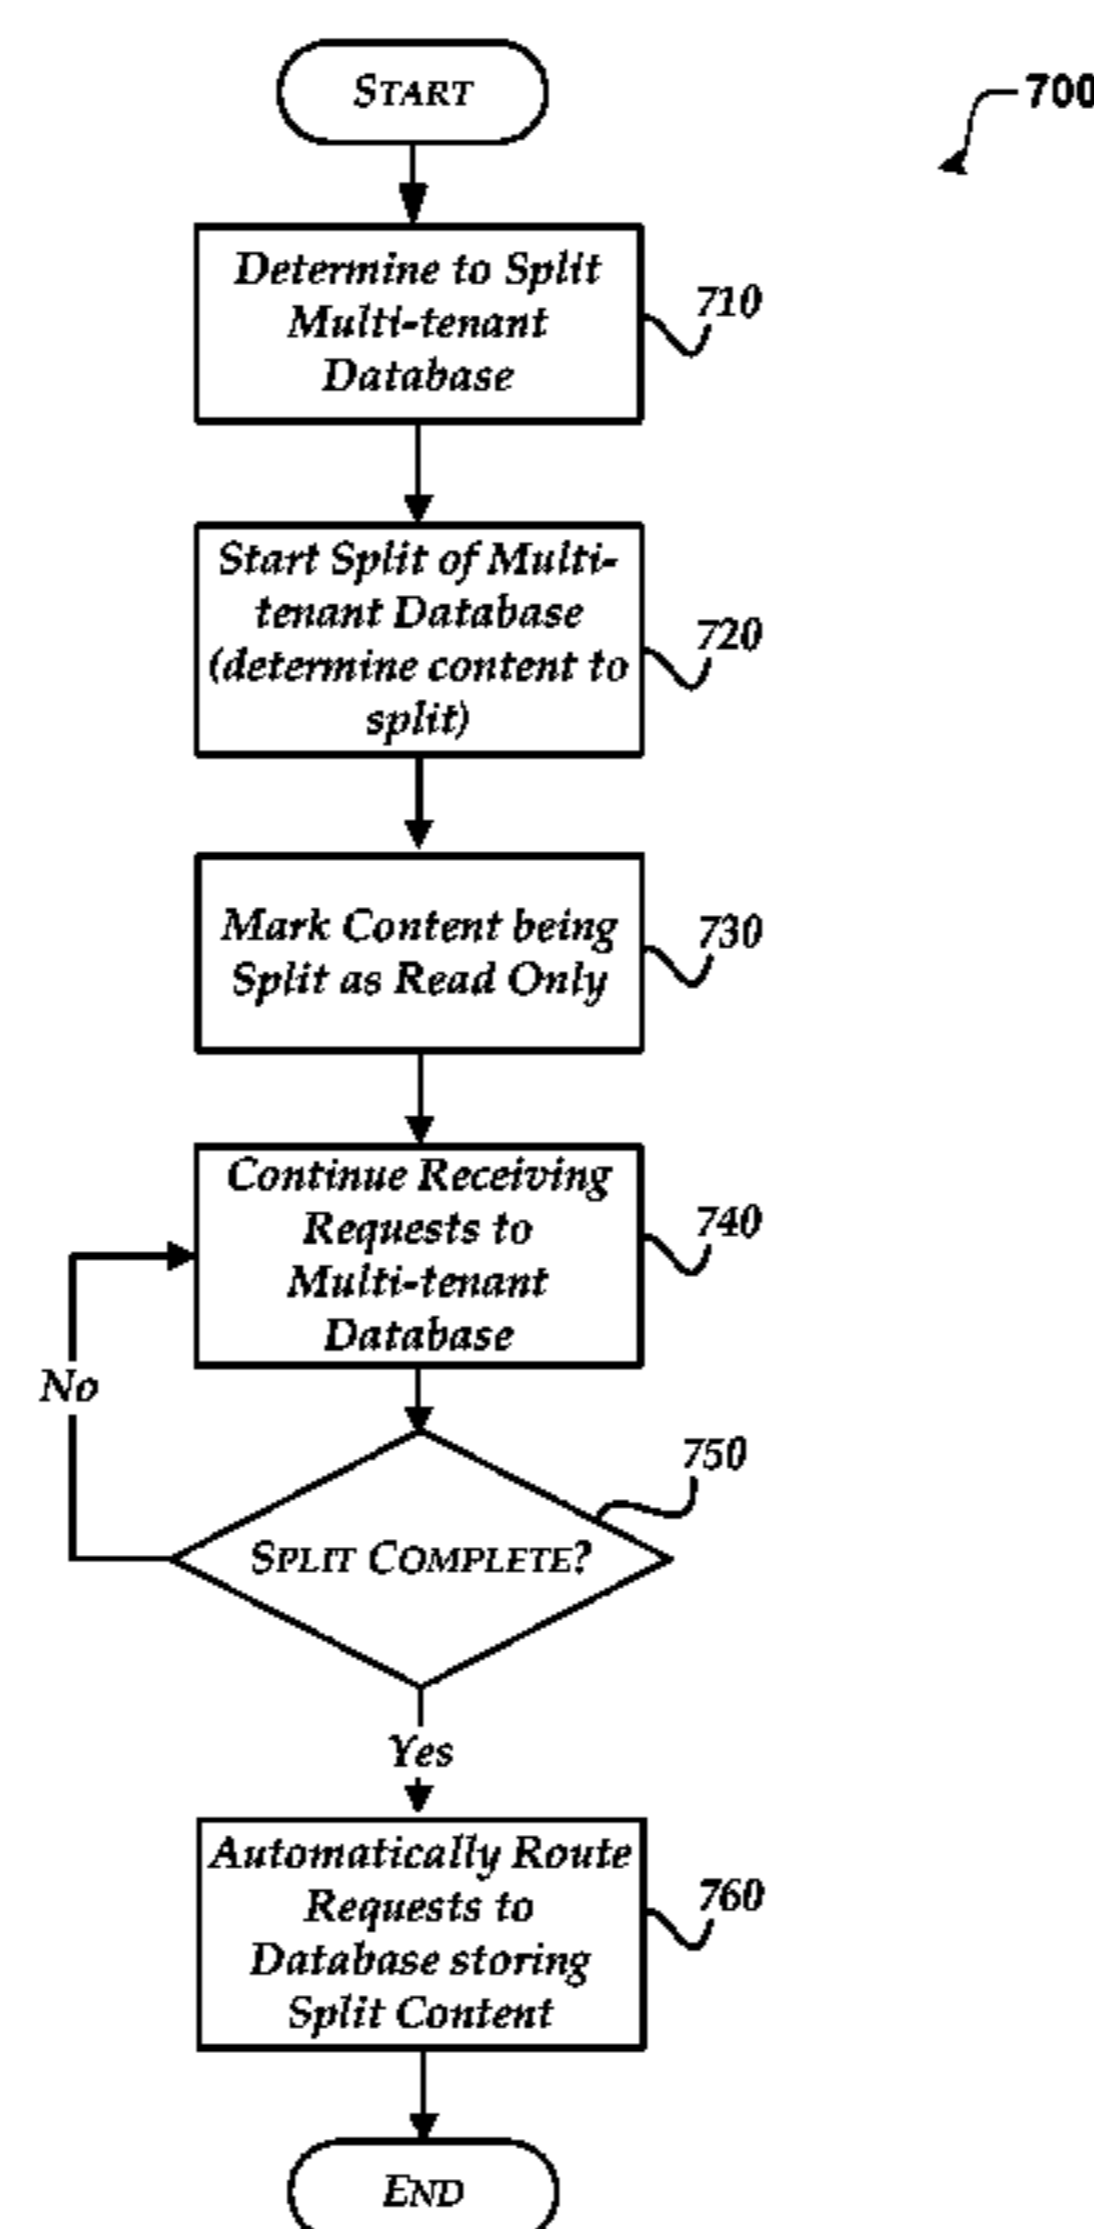 START
700
Determine to Split
Multi-tenant
Database
710
Start Split of Multi-
tenant Database
(determine content to
split)
720
Mark Content being
Split as Read Only
730
Continue Receiving
Requests to
Multi-tenant
Database
740
No
750
SPLIT COMPLETE?
Yes
Automatically Route
Requests to
Database storing
Split Content
760
END